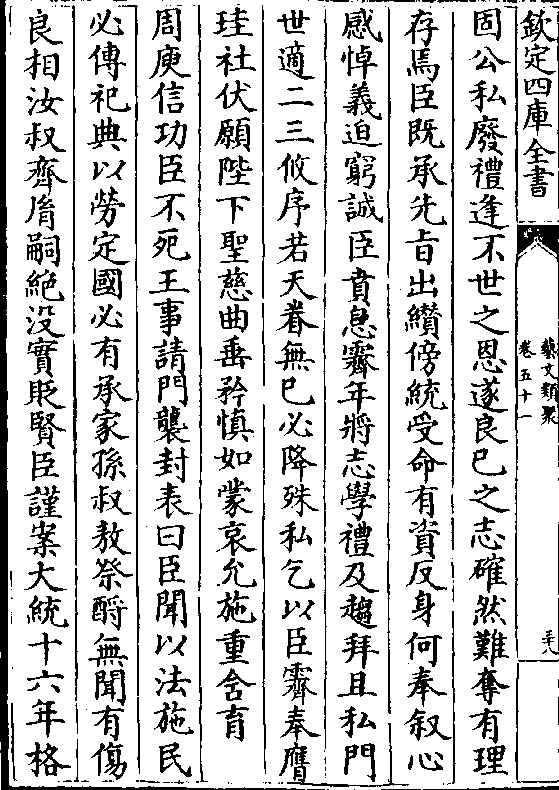 欽定四庫全書
藝文類聚
卷五十一
三十八
固公私廢禮逢不世之恩遂良已之志確然難奪有理
存焉臣既承先旨出纘傍統受命有資反身何奉叙心
感悼義迫窮誠臣賁息霽年將志學禮及趨拜且私門
世適二三攸序若天眷無已必降殊私乞以臣霽奉膺
珪社伏願陛下聖慈曲垂矜慎如蒙哀允施重含育
周庾信功臣不死王事請門襲封表曰臣聞以法施民
必傳祀典以勞定國必有承家孫叔敖祭酹無聞有傷
良相汝叔齊胤嗣絶没實貶賢臣謹案大統十六年格